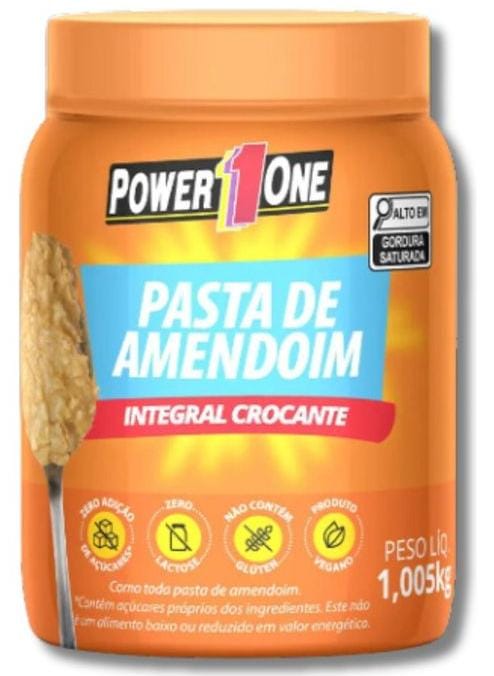 POWER 1 ONE
ALTO EM
GORDURA
SATURADA
PASTA DE
AMENDOIM
INTEGRAL CROCANTE
ZERO ADIÇÃO
DE AÇÚCARES*
ZERO
LACTOSE
NÃO CONTÉM
GLÚTEN
PRODUTO
VEGANO
PESO LÍQ.
1,005kg
Como toda pasta de amendoim.
*Contém açúcares próprios dos ingredientes. Este não
é um alimento baixo ou reduzido em valor energético.